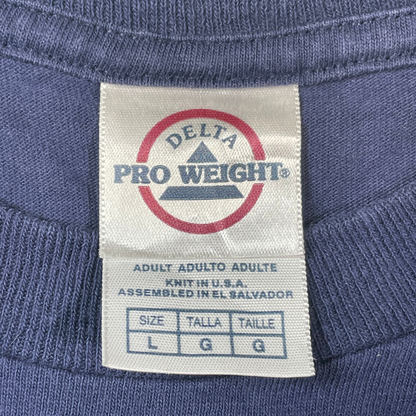 DELTA
PRO WEIGHT®
ADULT ADULTO ADULTE
KNIT IN U.S.A.
ASSEMBLED IN EL SALVADOR
SIZE TALLA TAILLE
L G G